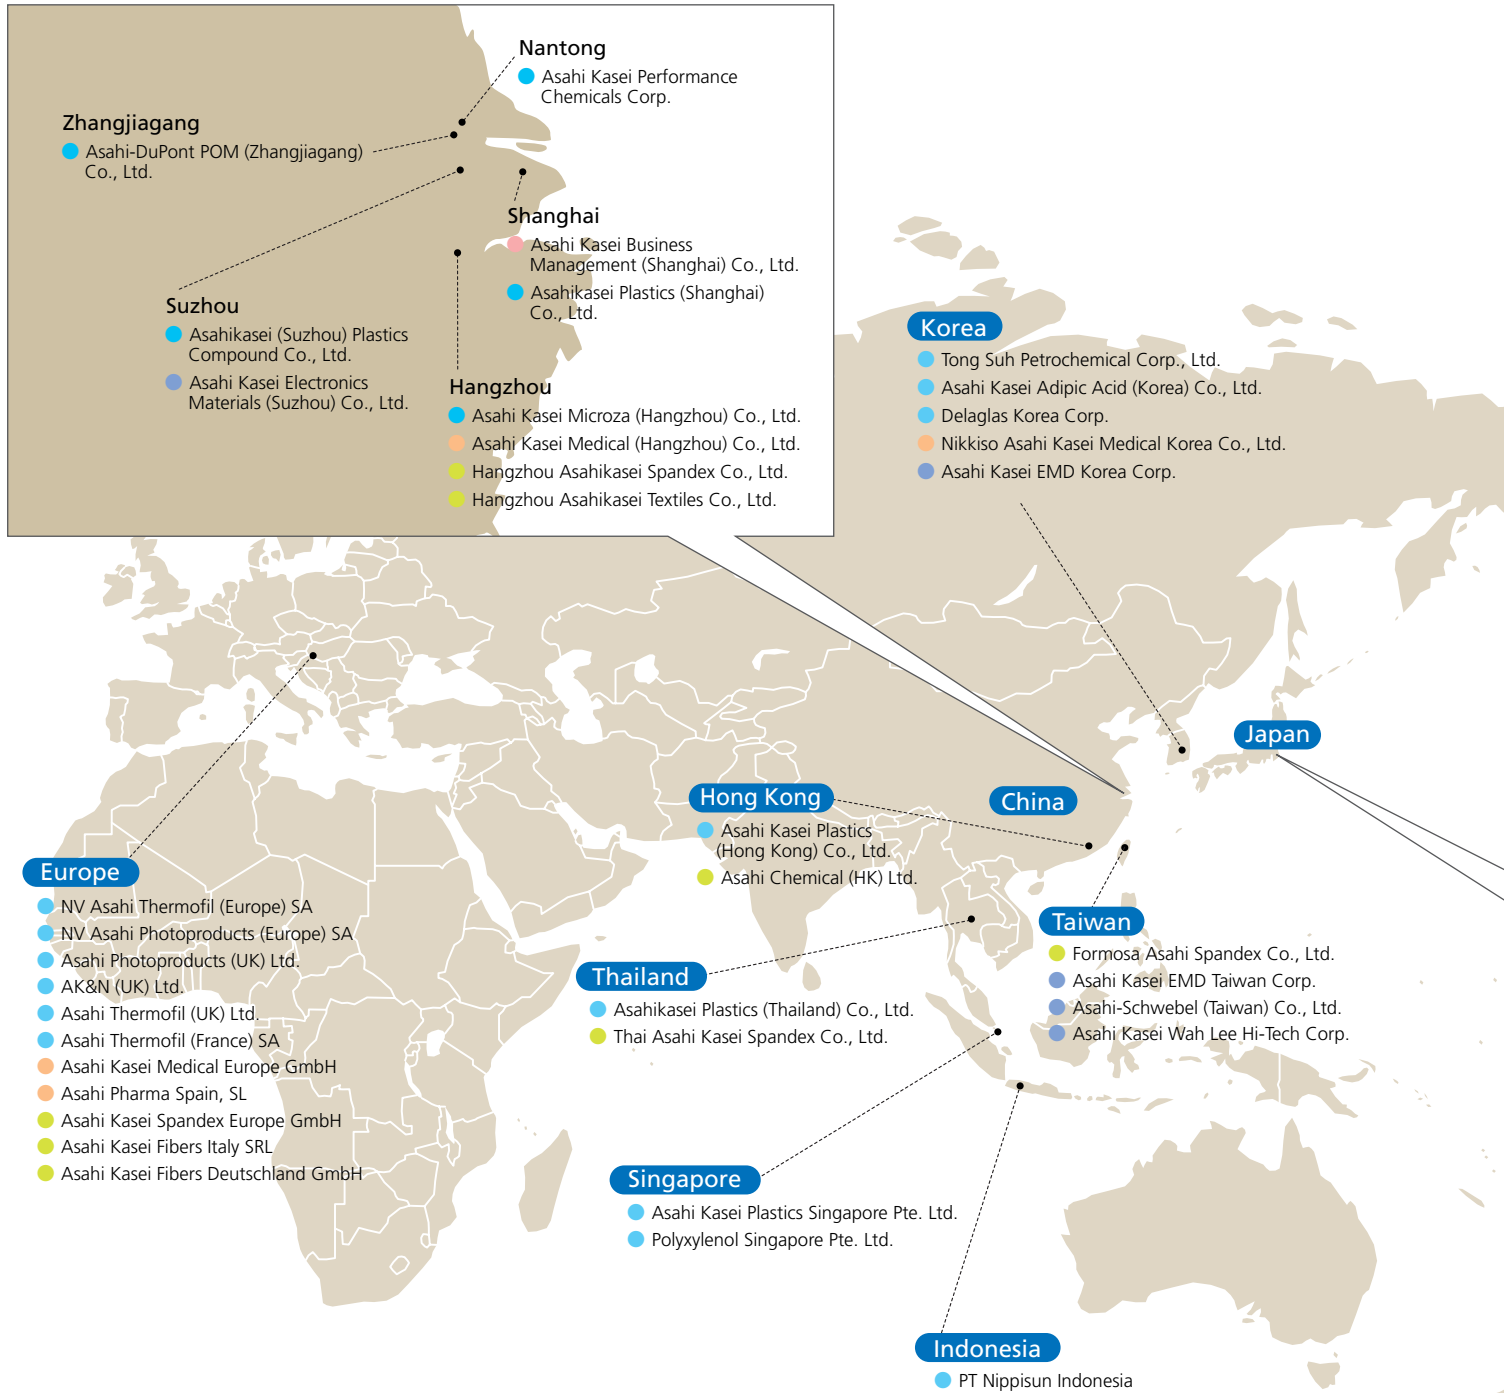 Nantong
Asahi Kasei Performance
Chemicals Corp.
Zhangjiagang
Asahi-DuPont POM (Zhangjiagang)
Co., Ltd.
Shanghai
Asahi Kasei Business
Management (Shanghai) Co., Ltd.
Asahikasei Plastics (Shanghai)
Co., Ltd.
Suzhou
Asahikasei (Suzhou) Plastics
Compound Co., Ltd.
Asahi Kasei Electronics
Materials (Suzhou) Co., Ltd.
Hangzhou
Asahi Kasei Microza (Hangzhou) Co., Ltd.
Asahi Kasei Medical (Hangzhou) Co., Ltd.
Hangzhou Asahikasei Spandex Co., Ltd.
Hangzhou Asahikasei Textiles Co., Ltd.
Korea
Tong Suh Petrochemical Corp., Ltd.
Asahi Kasei Adipic Acid (Korea) Co., Ltd.
Delaglas Korea Corp.
Nikkiso Asahi Kasei Medical Korea Co., Ltd.
Asahi Kasei EMD Korea Corp.
Japan
China
Hong Kong
Asahi Kasei Plastics
(Hong Kong) Co., Ltd.
Asahi Chemical (HK) Ltd.
Europe
NV Asahi Thermofil (Europe) SA
NV Asahi Photoproducts (Europe) SA
Asahi Photoproducts (UK) Ltd.
AK&N (UK) Ltd.
Asahi Thermofil (UK) Ltd.
Asahi Thermofil (France) SA
Asahi Kasei Medical Europe GmbH
Asahi Pharma Spain, SL
Asahi Kasei Spandex Europe GmbH
Asahi Kasei Fibers Italy SRL
Asahi Kasei Fibers Deutschland GmbH
Taiwan
Formosa Asahi Spandex Co., Ltd.
Asahi Kasei EMD Taiwan Corp.
Asahi-Schwebel (Taiwan) Co., Ltd.
Asahi Kasei Wah Lee Hi-Tech Corp.
Thailand
Asahikasei Plastics (Thailand) Co., Ltd.
Thai Asahi Kasei Spandex Co., Ltd.
Singapore
Asahi Kasei Plastics Singapore Pte. Ltd.
Polyxylenol Singapore Pte. Ltd.
Indonesia
PT Nippisun Indonesia